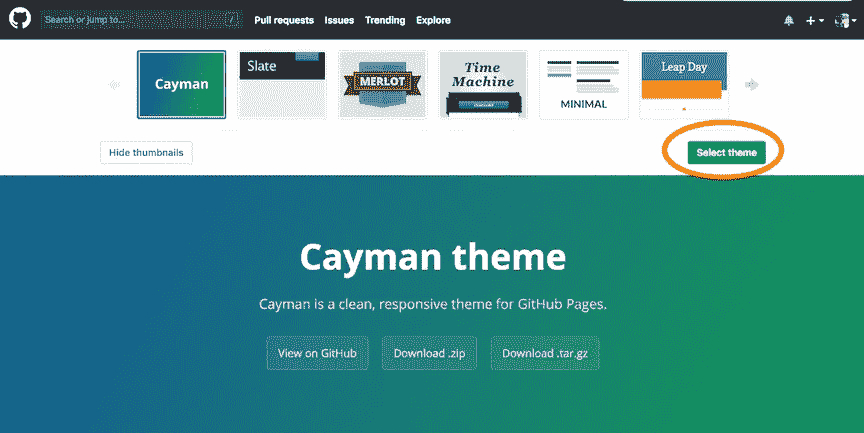 Search or jump to... /
Pull requests Issues Trending Explore
Cayman
Slate
MERLOT
Time
Machine
MINIMAL
Leap Day
Hide thumbnails
Select theme
Cayman theme
Cayman is a clean, responsive theme for GitHub Pages.
View on GitHub Download .zip Download .tar.gz